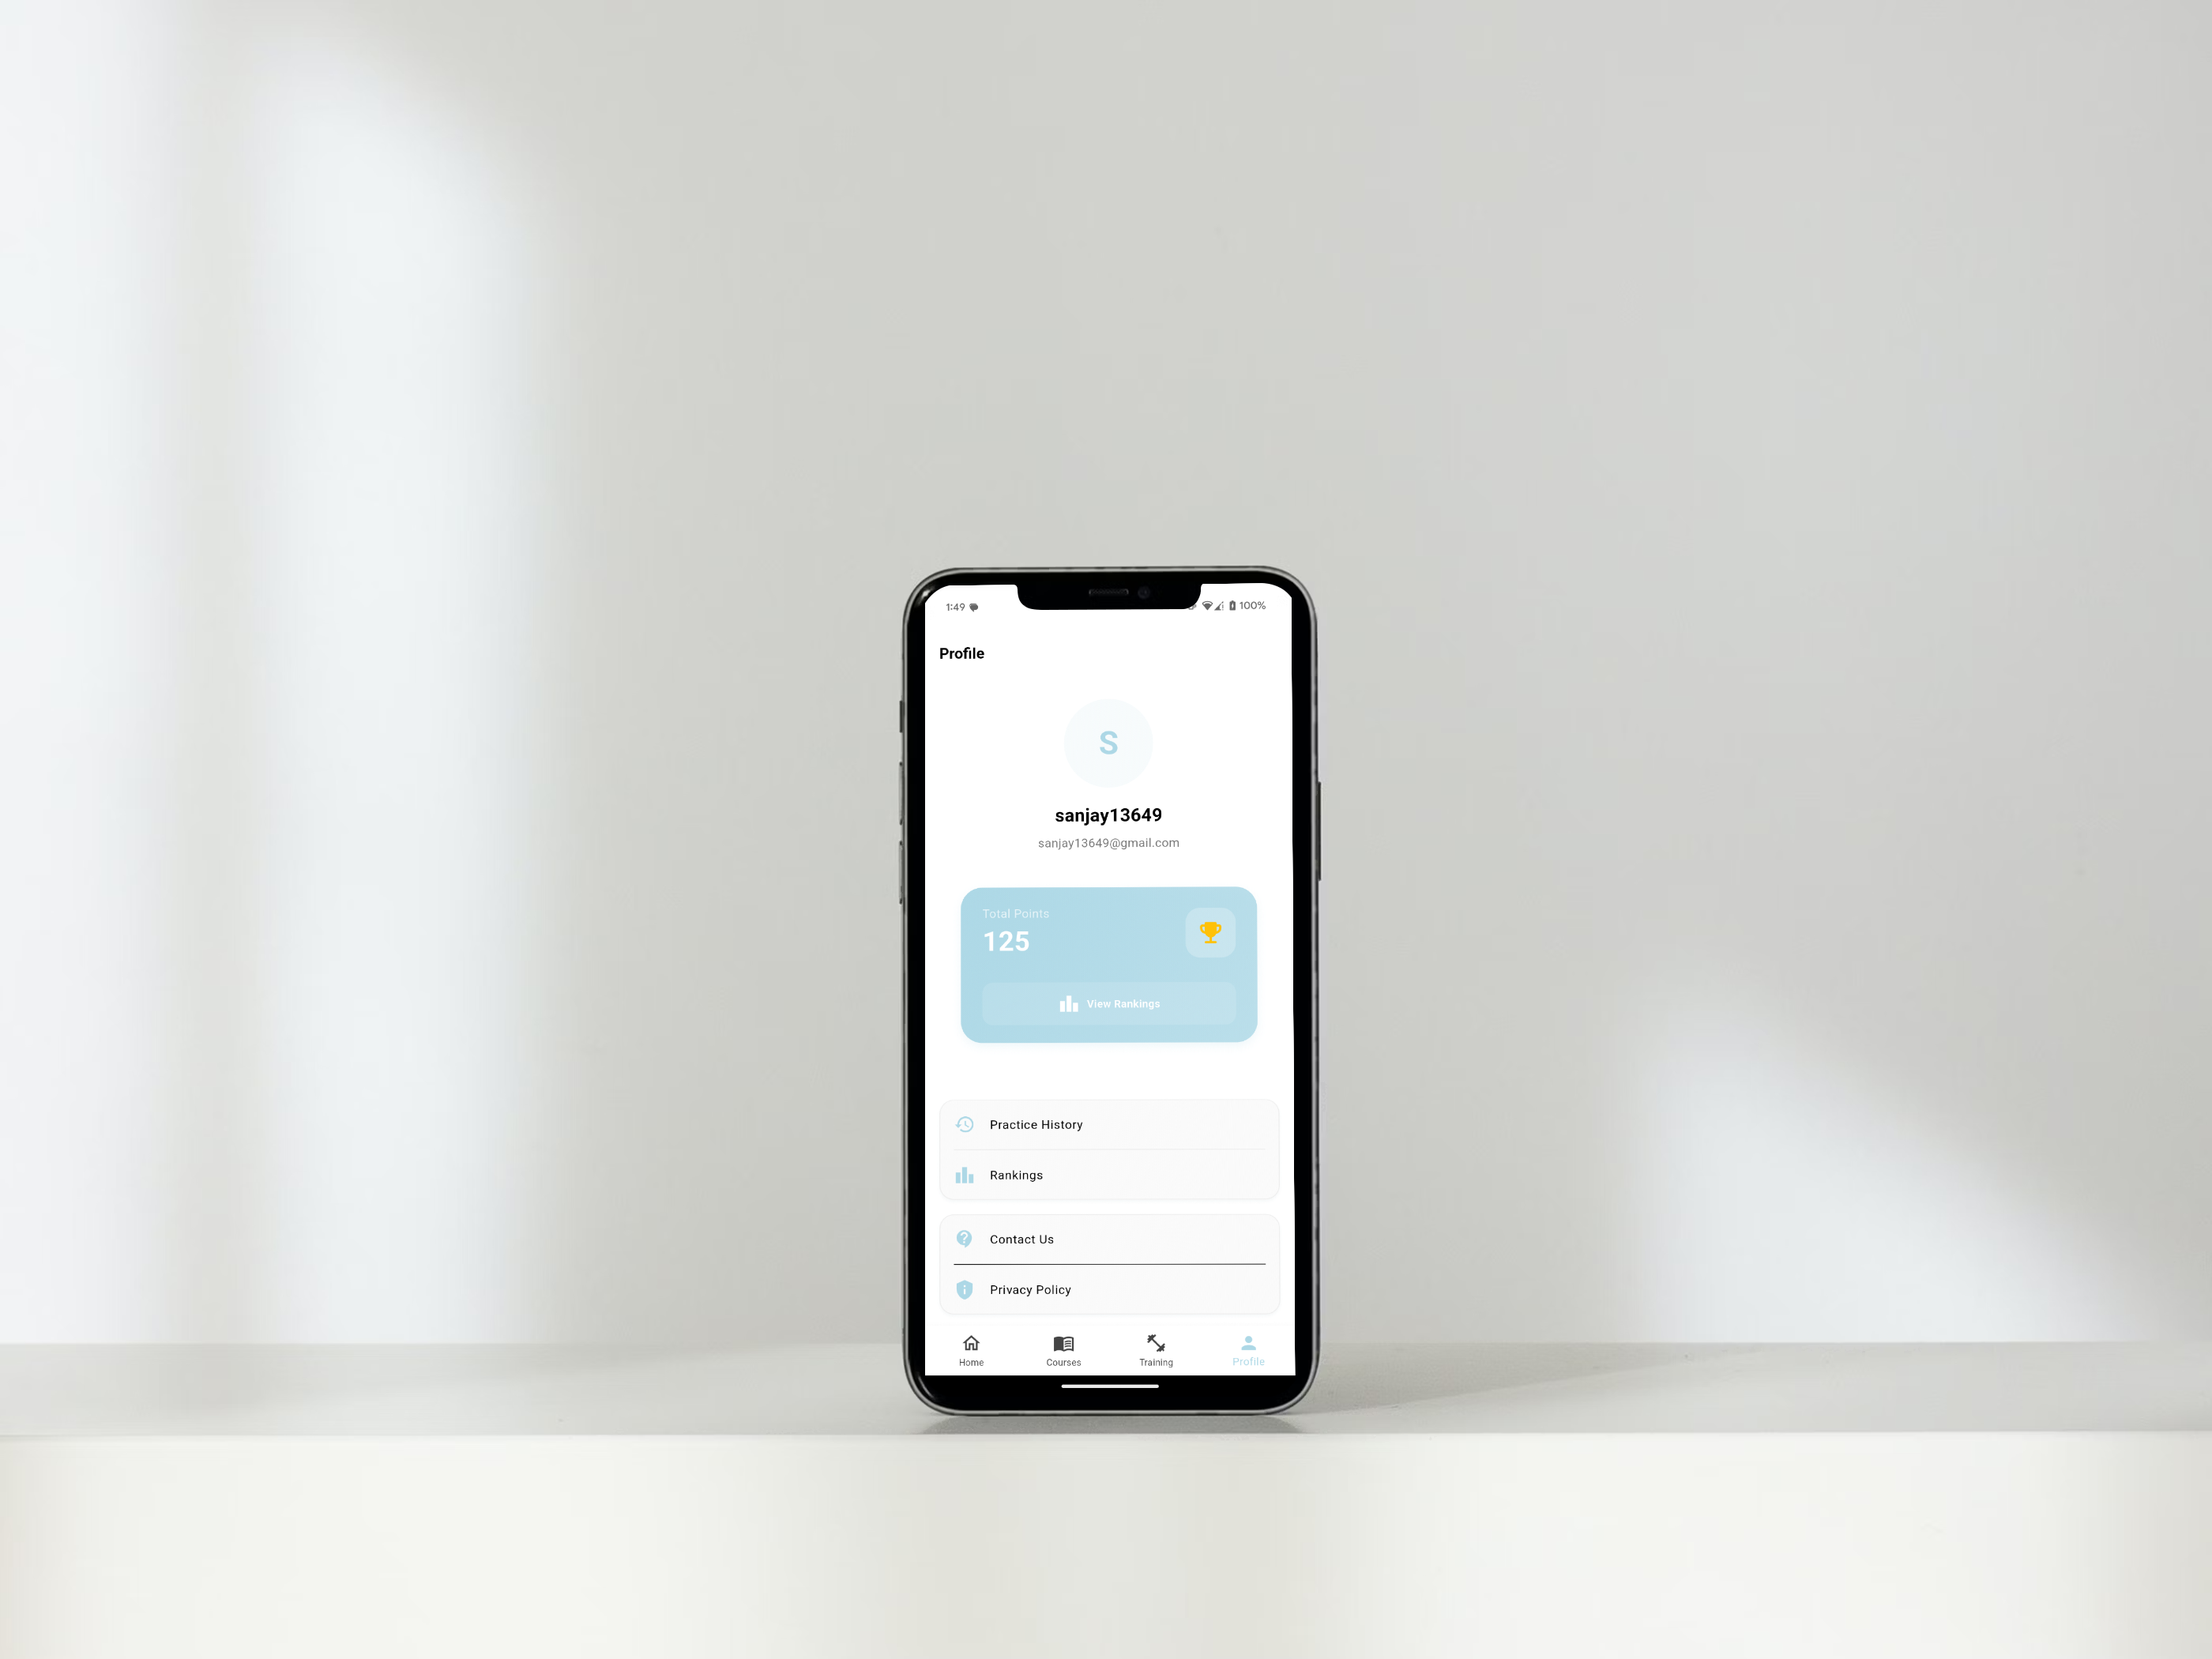 1:49 100%
Profile
S
sanjay13649
sanjay13649@gmail.com
Total Points
125
View Rankings
Practice History
Rankings
Contact Us
Privacy Policy
Home Courses Training Profile